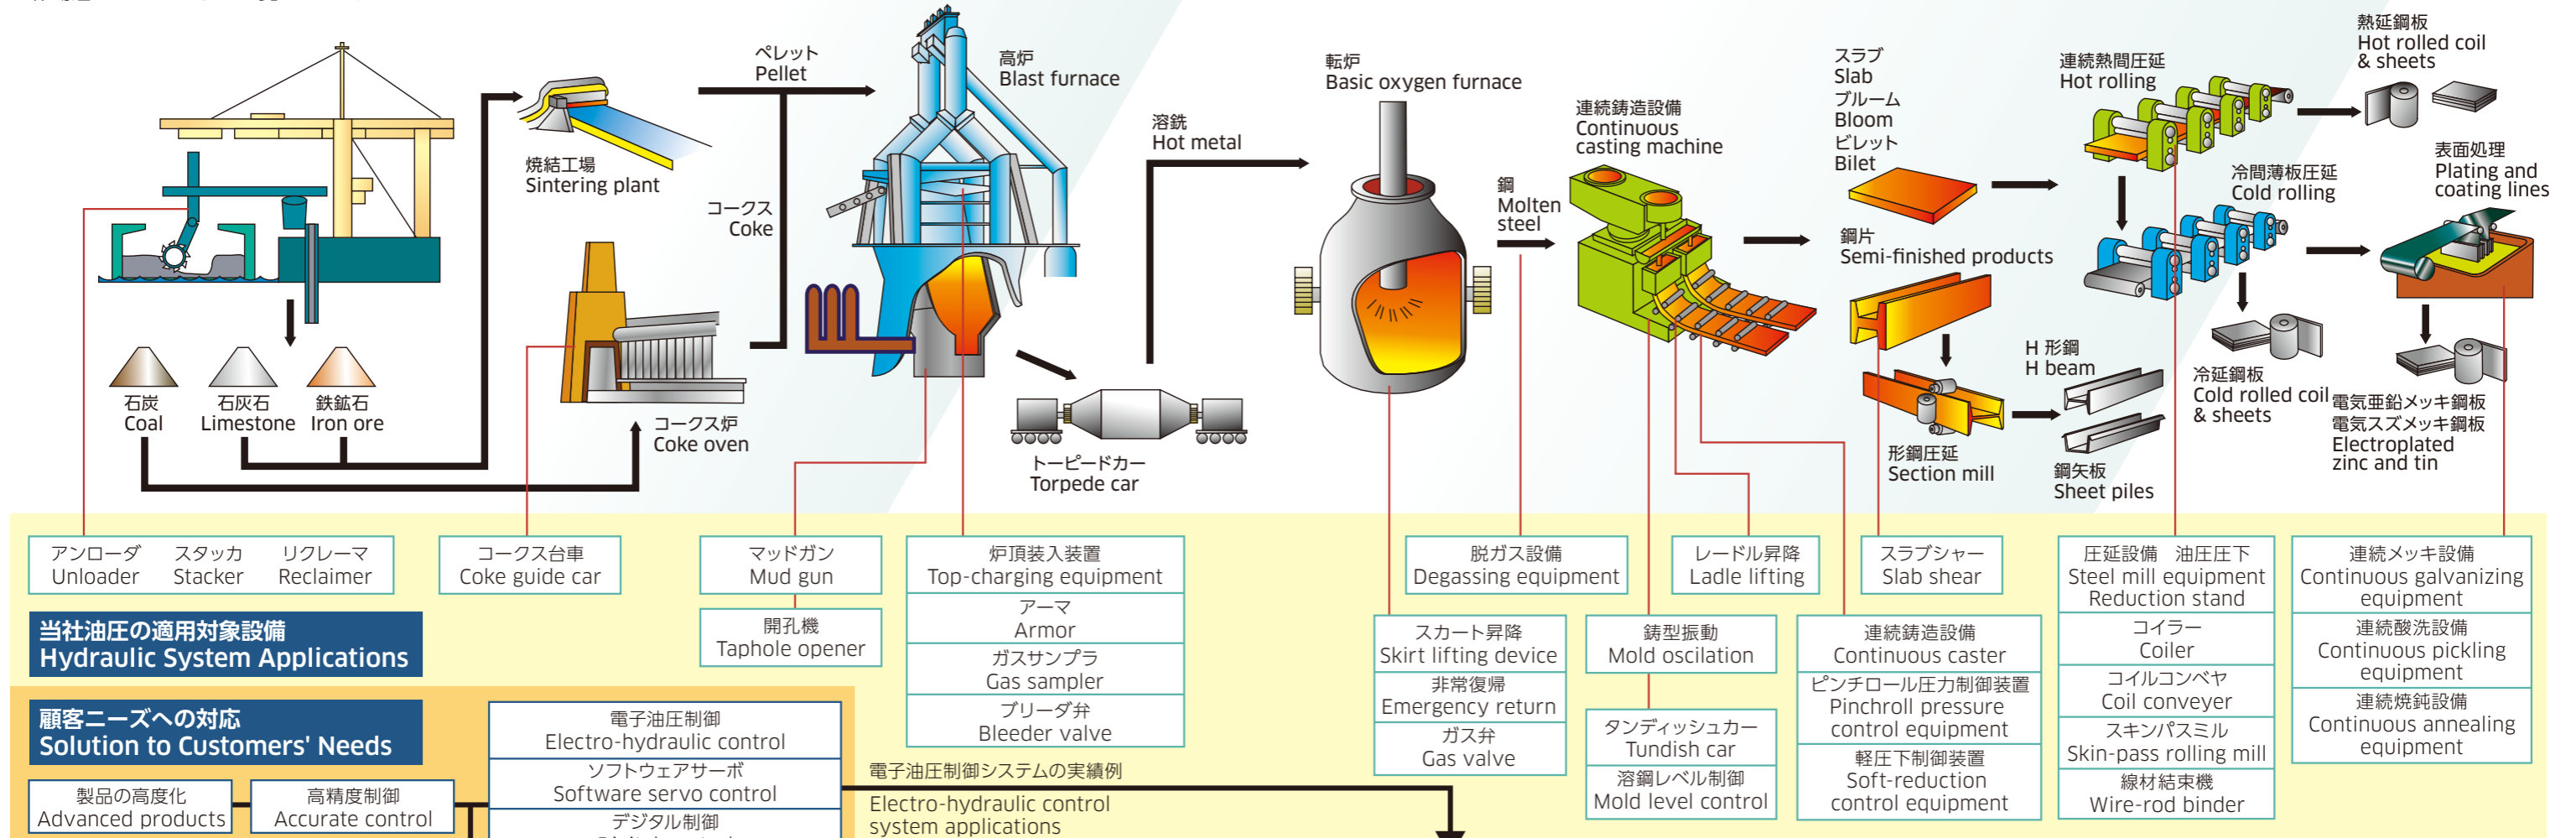 ペレット
Pellet
高炉
Blast furnace
焼結工場
Sintering plant
コークス
Coke
石炭
Coal
石灰石
Limestone
鉄鉱石
Iron ore
コークス炉
Coke oven
溶銑
Hot metal
トーピードカー
Torpede car
転炉
Basic oxygen furnace
鋼
Molten
steel
連続鋳造設備
Continuous
casting machine
スラブ
Slab
ブルーム
Bloom
ビレット
Bilet
鋼片
Semi-finished products
形鋼圧延
Section mill
H 形鋼
H beam
鋼矢板
Sheet piles
連続熱間圧延
Hot rolling
熱延鋼板
Hot rolled coil
& sheets
冷間薄板圧延
Cold rolling
表面処理
Plating and
coating lines
冷延鋼板
Cold rolled coil
& sheets
電気亜鉛メッキ鋼板
電気スズメッキ鋼板
Electroplated
zinc and tin
アンローダ スタッカ リクレーマ
Unloader Stacker Reclaimer
コークス台車
Coke guide car
マッドガン
Mud gun
開孔機
Taphole opener
炉頂装入装置
Top-charging equipment
アーマ
Armor
ガスサンプラ
Gas sampler
ブリーダ弁
Bleeder valve
脱ガス設備
Degassing equipment
スカート昇降
Skirt lifting device
非常復帰
Emergency return
ガス弁
Gas valve
レードル昇降
Ladle lifting
鋳型振動
Mold oscilation
タンディッシュカー
Tundish car
溶鋼レベル制御
Mold level control
スラブシャー
Slab shear
連続鋳造設備
Continuous caster
ピンチロール圧力制御装置
Pinchroll pressure
control equipment
軽圧下制御装置
Soft-reduction
control equipment
圧延設備 油圧圧下
Steel mill equipment
Reduction stand
コイラー
Coiler
コイルコンベヤ
Coil conveyer
スキンパスミル
Skin-pass rolling mill
線材結束機
Wire-rod binder
連続メッキ設備
Continuous galvanizing
equipment
連続酸洗設備
Continuous pickling
equipment
連続焼鈍設備
Continuous annealing
equipment
当社油圧の適用対象設備
Hydraulic System Applications
顧客ニーズへの対応
Solution to Customers' Needs
製品の高度化
Advanced products
高精度制御
Accurate control
電子油圧制御
Electro-hydraulic control
ソフトウェアサーボ
Software servo control
デジタル制御
電子油圧制御システムの実績例
Electro-hydraulic control
system applications